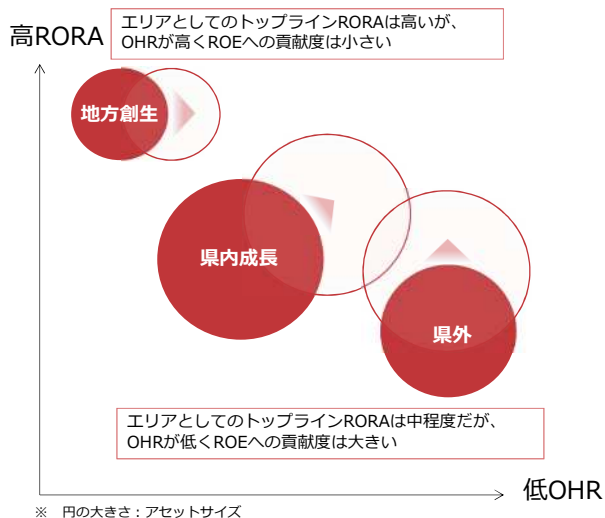 高RORA
エリアとしてのトップラインRORAは高いが、
OHRが高くROEへの貢献度は小さい
地方創生
県内成長
県外
エリアとしてのトップラインRORAは中程度だが、
OHRが低くROEへの貢献度は大きい
低OHR
※　円の大きさ：アセットサイズ